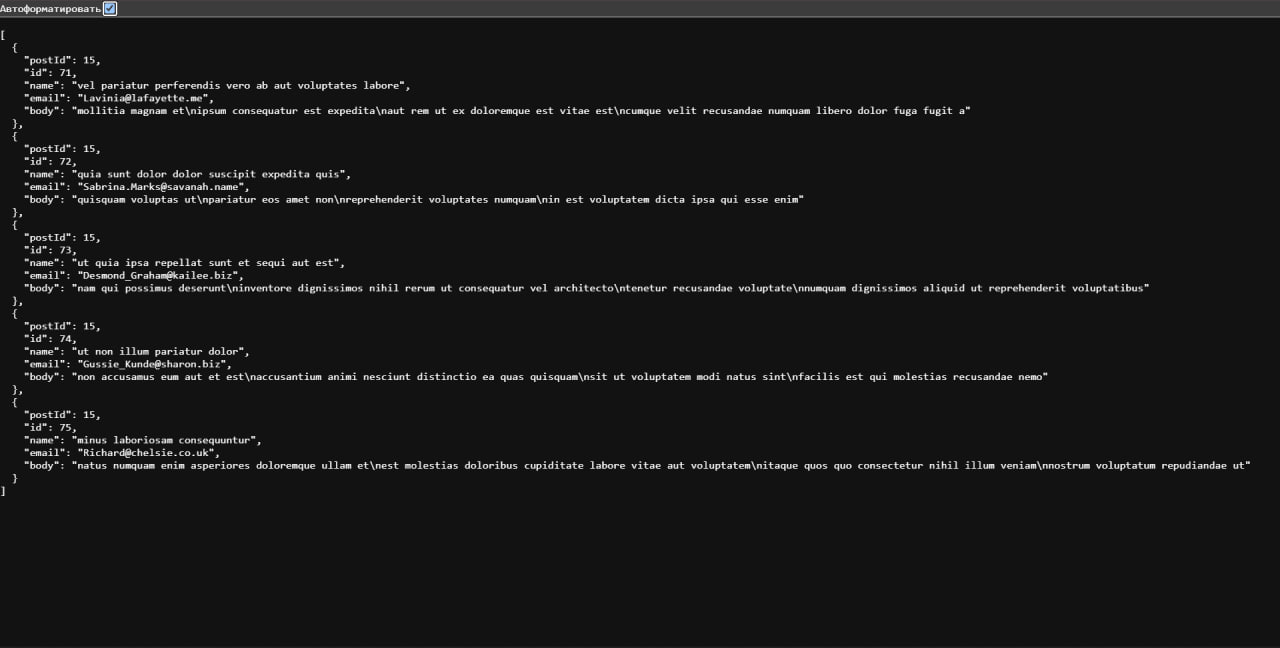 Автоформатировать
[
  {
    "postId": 15,
    "id": 71,
    "name": "vel pariatur perferendis vero ab aut voluptates labore",
    "email": "Lavinia@lafayette.me",
    "body": "mollitia magnam et\nipsum consequatur est expedita\naut rem ut ex doloremque est vitae est\ncumque velit recusandae numquam libero dolor fuga fugit a"
  },
  {
    "postId": 15,
    "id": 72,
    "name": "quia sunt dolor dolor suscipit expedita quis",
    "email": "Sabrina.Marks@savanah.name",
    "body": "quisquam voluptas ut\npariatur eos amet non\nreprehenderit voluptates numquam\nin est voluptatem dicta ipsa qui esse enim"
  },
  {
    "postId": 15,
    "id": 73,
    "name": "ut quia ipsa repellat sunt et sequi aut est",
    "email": "Desmond_Graham@kailee.biz",
    "body": "nam qui possimus deserunt\ninventore dignissimos nihil rerum ut consequatur vel architecto\ntenetur recusandae voluptate\nnumquam dignissimos aliquid ut reprehenderit voluptatibus"
  },
  {
    "postId": 15,
    "id": 74,
    "name": "ut non illum pariatur dolor",
    "email": "Gussie_Kunde@sharon.biz",
    "body": "non accusamus eum aut et est\naccusantium animi nesciunt distinctio ea quas quisquam\nsit ut voluptatem modi natus sint\nfacilis est qui molestias recusandae nemo"
  },
  {
    "postId": 15,
    "id": 75,
    "name": "minus laboriosam consequuntur",
    "email": "Richard@chelsie.co.uk",
    "body": "natus numquam enim asperiores doloremque ullam et\nest molestias doloribus cupiditate labore vitae aut voluptatem\nitaque quos quo consectetur nihil illum veniam\nnostrum voluptatum repudiandae ut"
  }
]